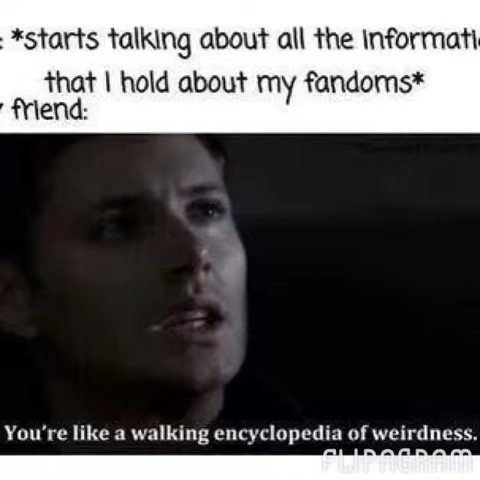 : *starts talking about all the informati
that I hold about my fandoms*
friend:
You're like a walking encyclopedia of weirdness.
FLIPAGRAM